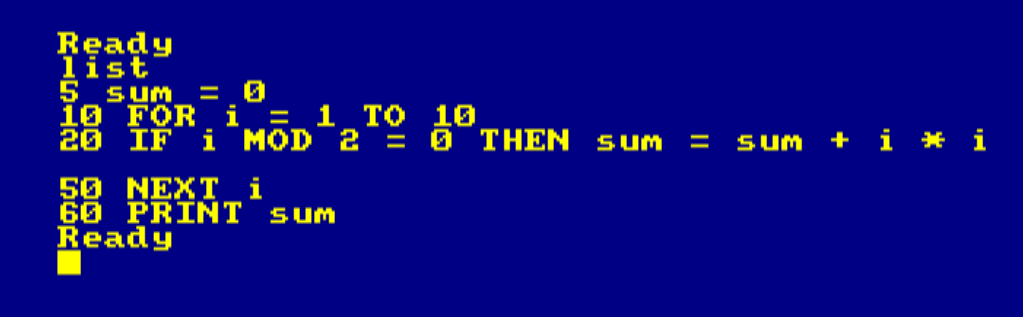 Ready
list
5 sum = 0
10 FOR i = 1 TO 10
20 IF i MOD 2 = 0 THEN sum = sum + i * i
50 NEXT i
60 PRINT sum
Ready